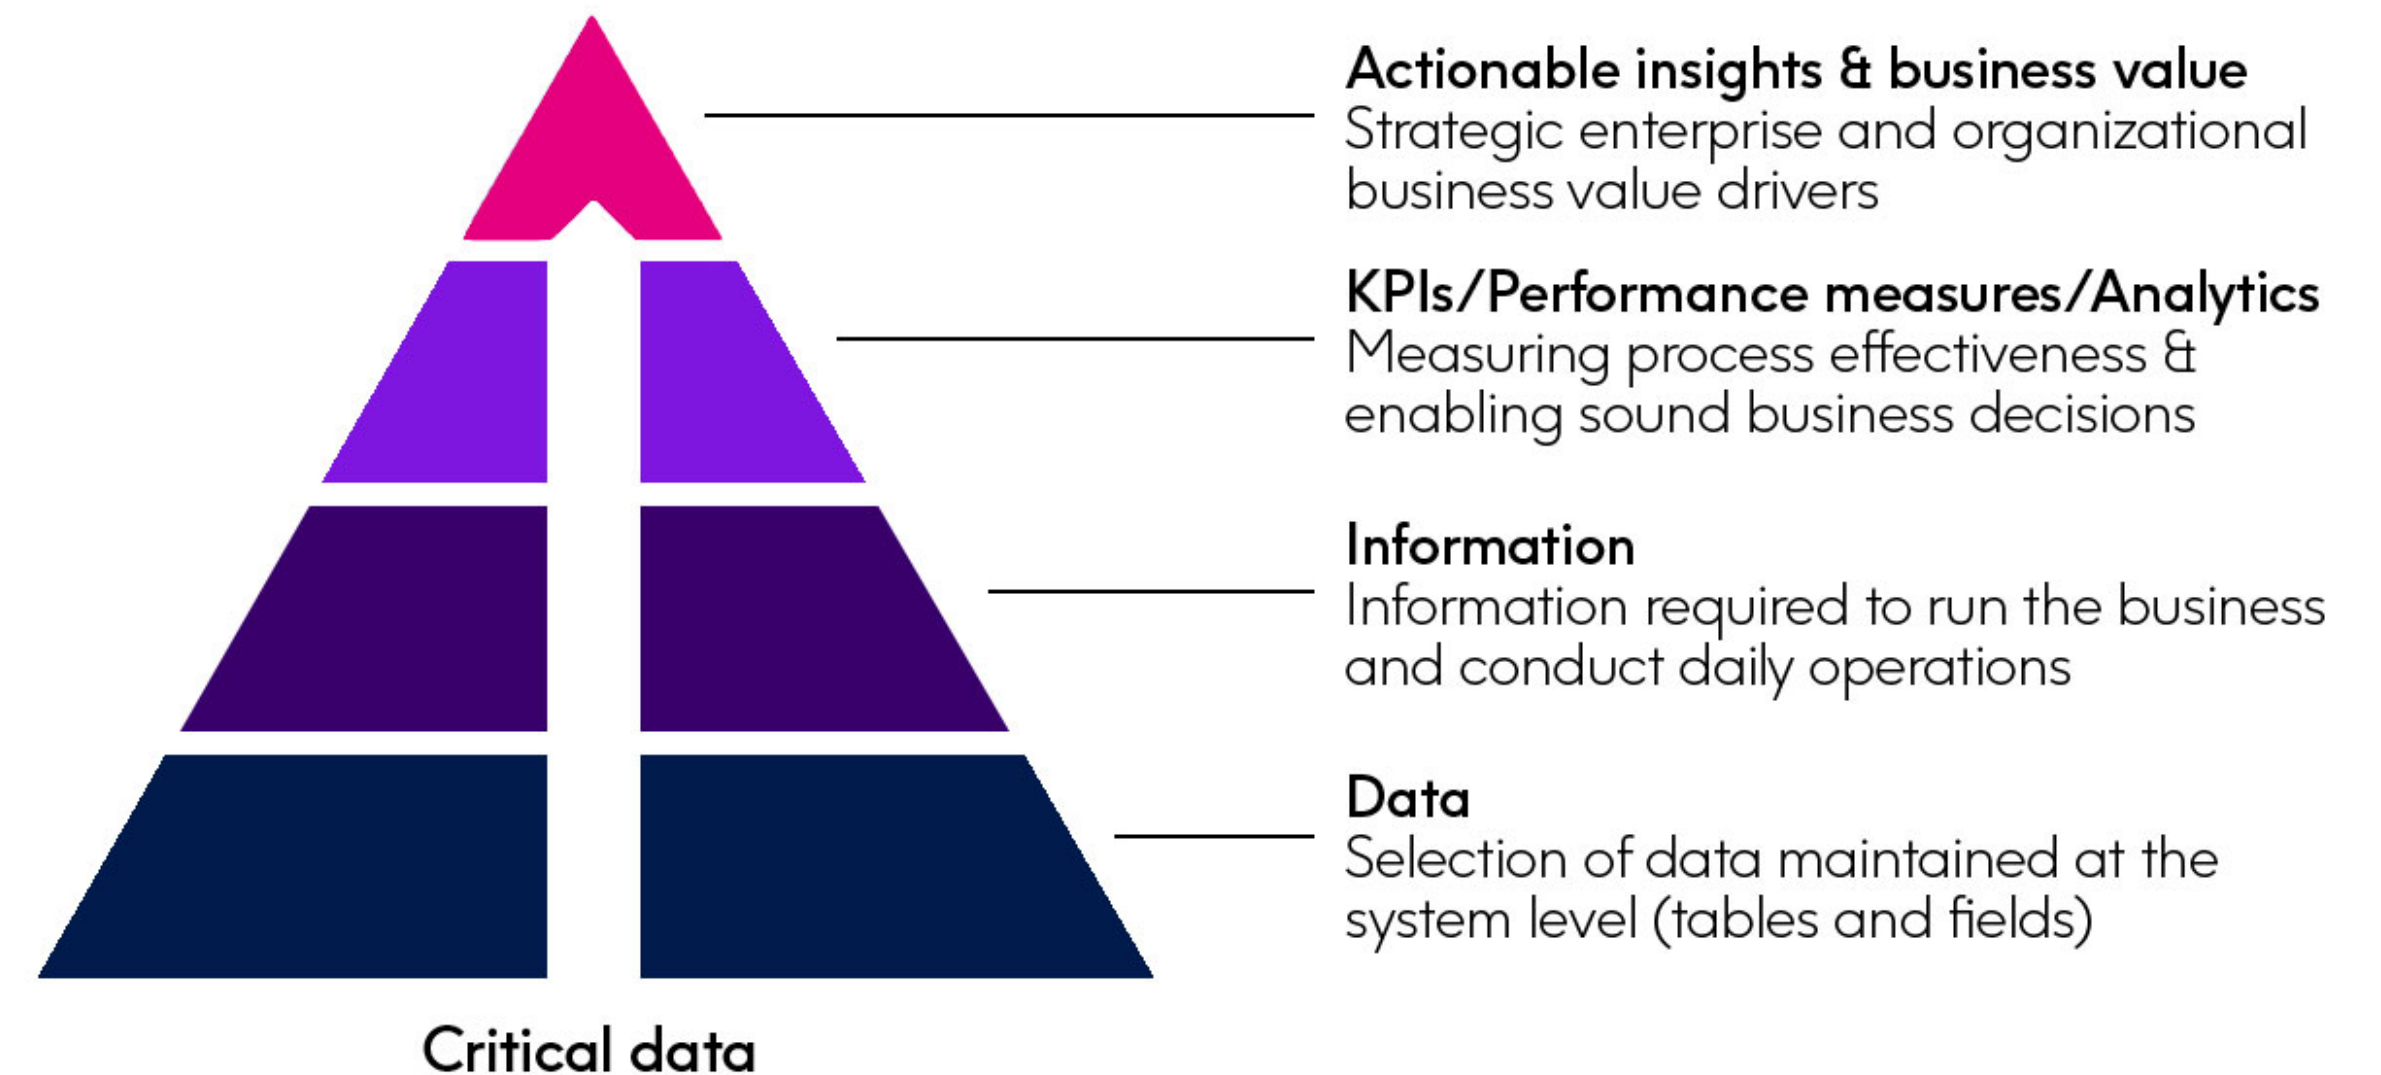 Actionable insights & business value
Strategic enterprise and organizational
business value drivers
KPIs/Performance measures/Analytics
Measuring process effectiveness &
enabling sound business decisions
Information
Information required to run the business
and conduct daily operations
Data
Selection of data maintained at the
system level (tables and fields)
Critical data